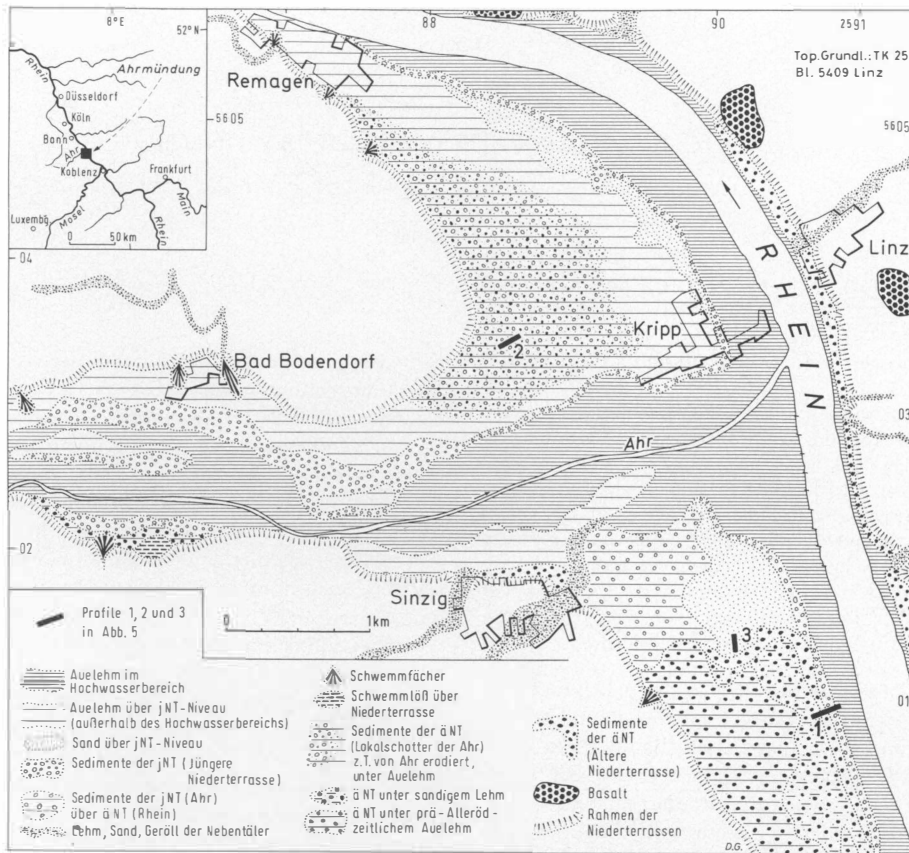 8°E
52°N
88
90
2591
Top.Grundl.: TK 25
Bl. 5409 Linz
Rhein
Ahrmündung
Düsseldorf
Köln
Bonn
Ahr
Koblenz
Frankfurt
Main
Mosel
Luxembg.
Rhein
0 50 km
Remagen
5605
5605
04
RHEIN
Linz
Kripp
2
Bad Bodendorf
03
Ahr
02
Sinzig
3
1
01
Profile 1, 2 und 3
in Abb. 5
0 1km
Auelehm im
Hochwasserbereich
Auelehm über jNT-Niveau
(außerhalb des Hochwasserbereichs)
Sand über jNT-Niveau
Sedimente der jNT (Jüngere
Niederterrasse)
Sedimente der jNT (Ahr)
über äNT (Rhein)
Lehm, Sand, Geröll der Nebentäler
Schwemmfächer
Schwemmlöß über
Niederterrasse
Sedimente der äNT
(Lokalschotter der Ahr)
z.T. von Ahr erodiert,
unter Auelehm
äNT unter sandigem Lehm
äNT unter prä-Alleröd-
zeitlichem Auelehm
Sedimente
der äNT
(Ältere
Niederterrasse)
Basalt
Rahmen der
Niederterrassen
D.G.